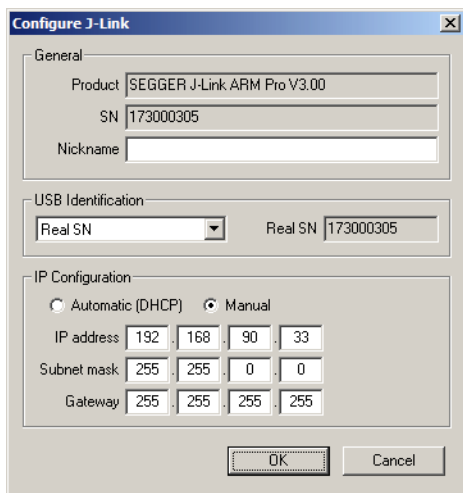 Configure J-Link
General
Product SEGGER J-Link ARM Pro V3.00
SN 173000305
Nickname
USB Identification
Real SN Real SN 173000305
IP Configuration
Automatic (DHCP) Manual
IP address 192 . 168 . 90 . 33
Subnet mask 255 . 255 . 0 . 0
Gateway 255 . 255 . 255 . 255
OK Cancel